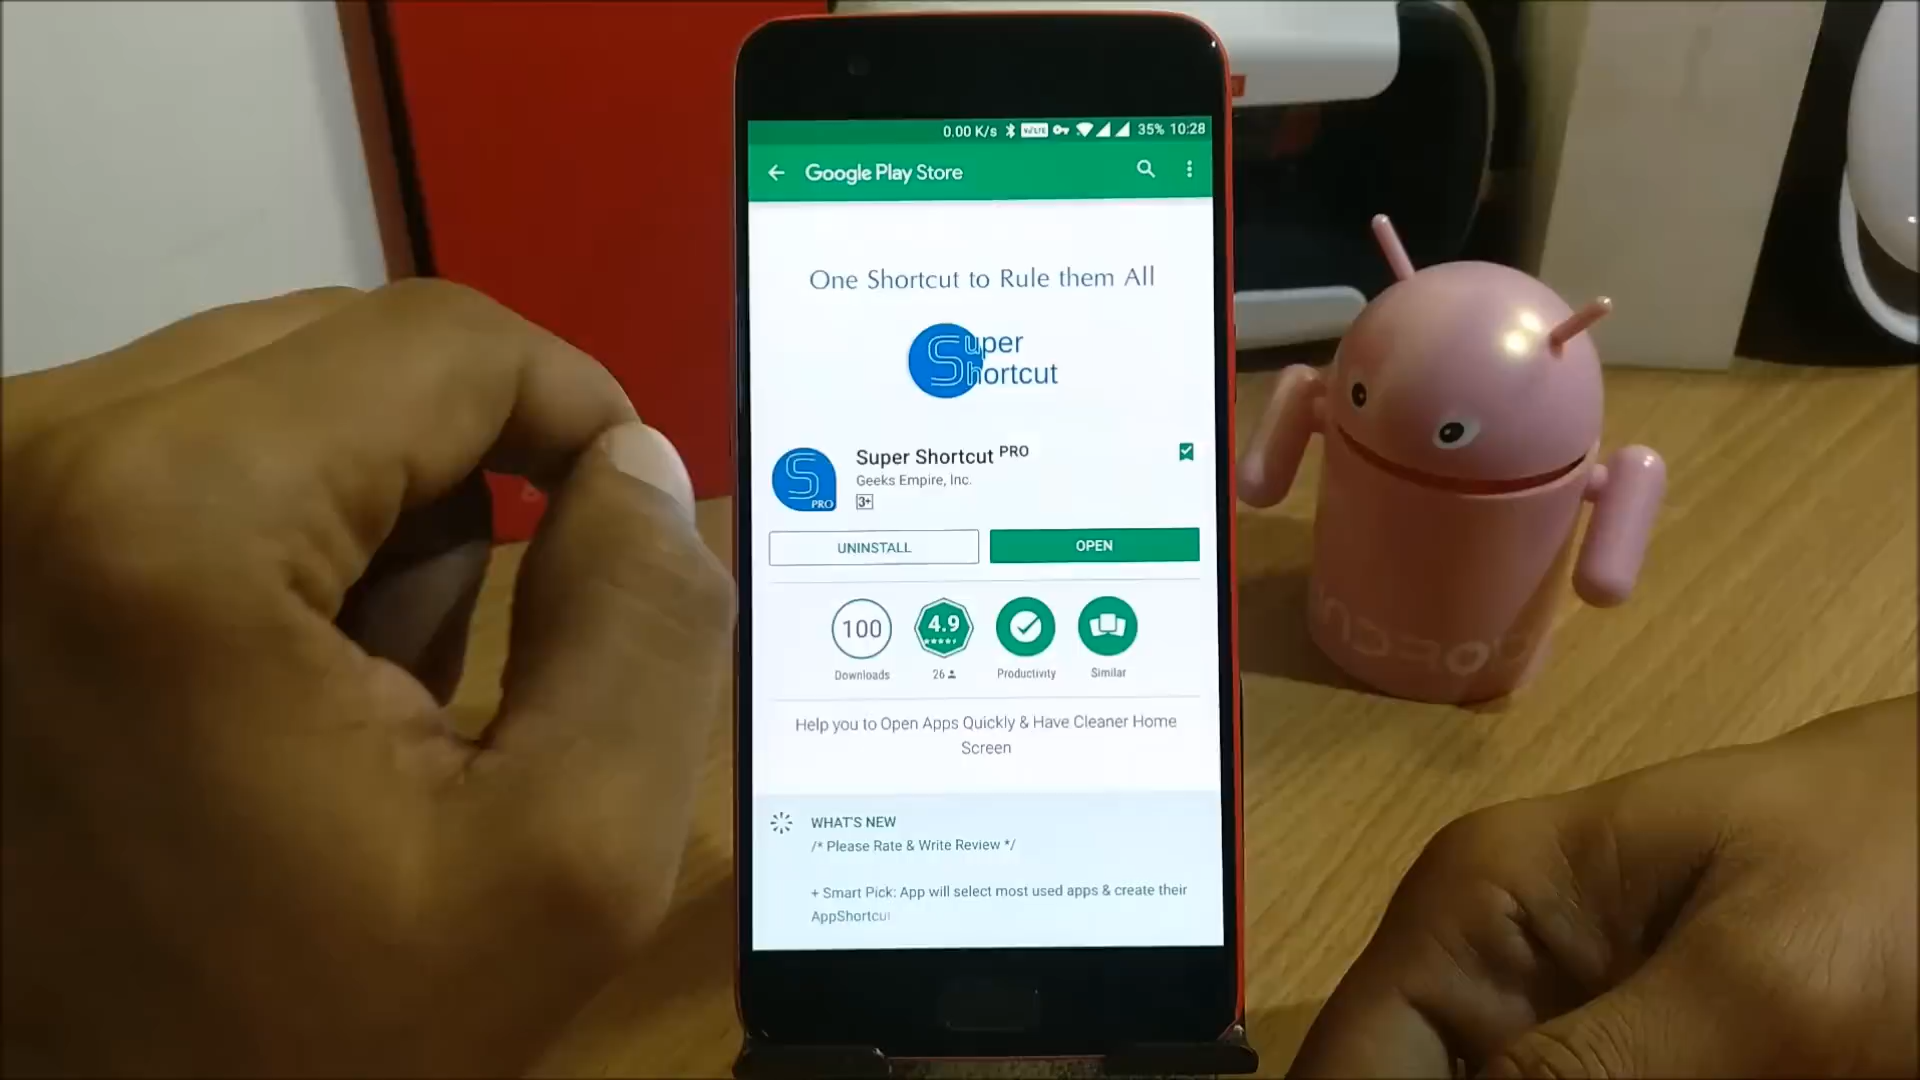 0.00 K/s VoLTE 35% 10:28
Google Play Store
One Shortcut to Rule them All
Super
Shortcut
Super Shortcut PRO
Geeks Empire, Inc.
3+
PRO
UNINSTALL
OPEN
100
4.9
Downloads
26
Productivity
Similar
Help you to Open Apps Quickly & Have Cleaner Home
Screen
WHAT'S NEW
/* Please Rate & Write Review */
+ Smart Pick: App will select most used apps & create their
AppShortcut